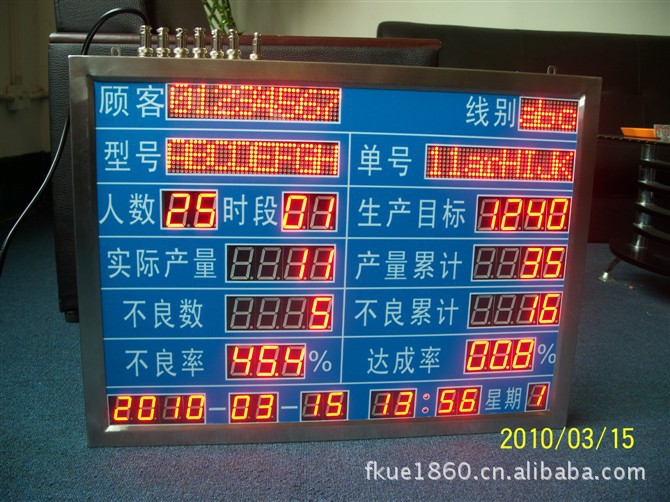 顾客 01234567 线别 abc
型号 ABCDEFGH 单号
人数 25 时段 01 生产目标 1240
实际产量 11 产量累计 35
不良数 5 不良累计 16
不良率 45.4 % 达成率 00.8 %
2010-03-15 13:56 星期 1
2010/03/15
fkue1860.cn.alibaba.com